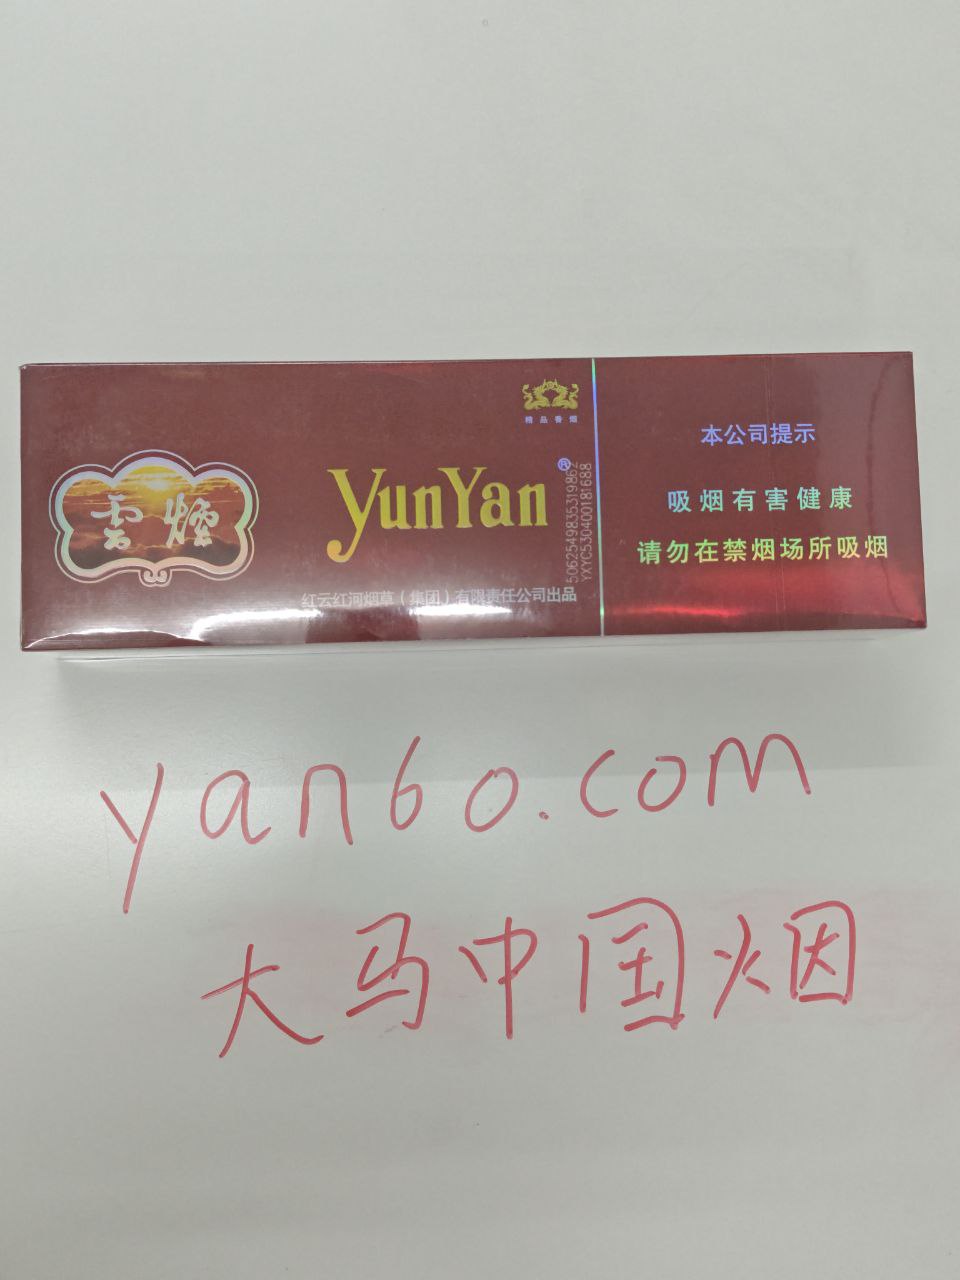 精品香烟
雲煙
YunYan®
5062549835319862
YXYC530400181688
红云红河烟草（集团）有限责任公司出品
本公司提示
吸烟有害健康
请勿在禁烟场所吸烟
yan60.com
大马中国烟